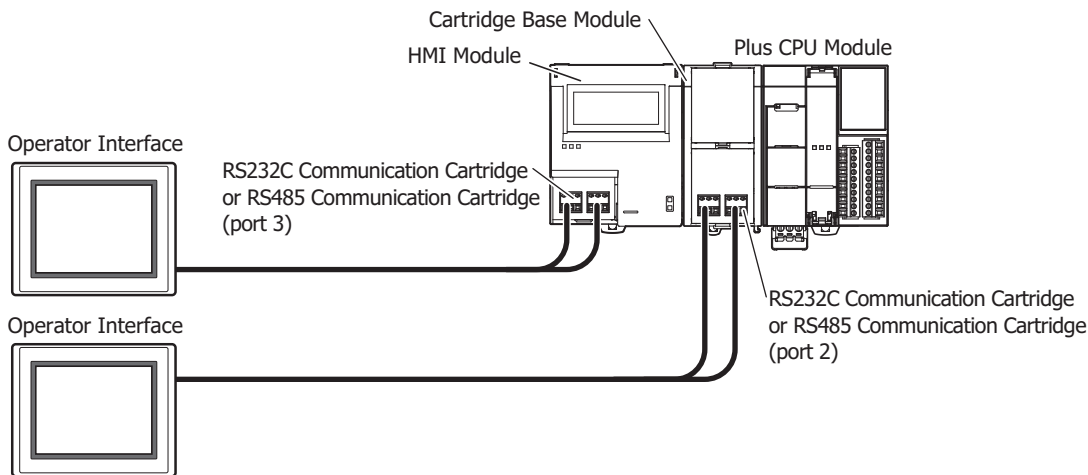 Cartridge Base Module
HMI Module
Plus CPU Module
Operator Interface
RS232C Communication Cartridge
or RS485 Communication Cartridge
(port 3)
RS232C Communication Cartridge
or RS485 Communication Cartridge
(port 2)
Operator Interface